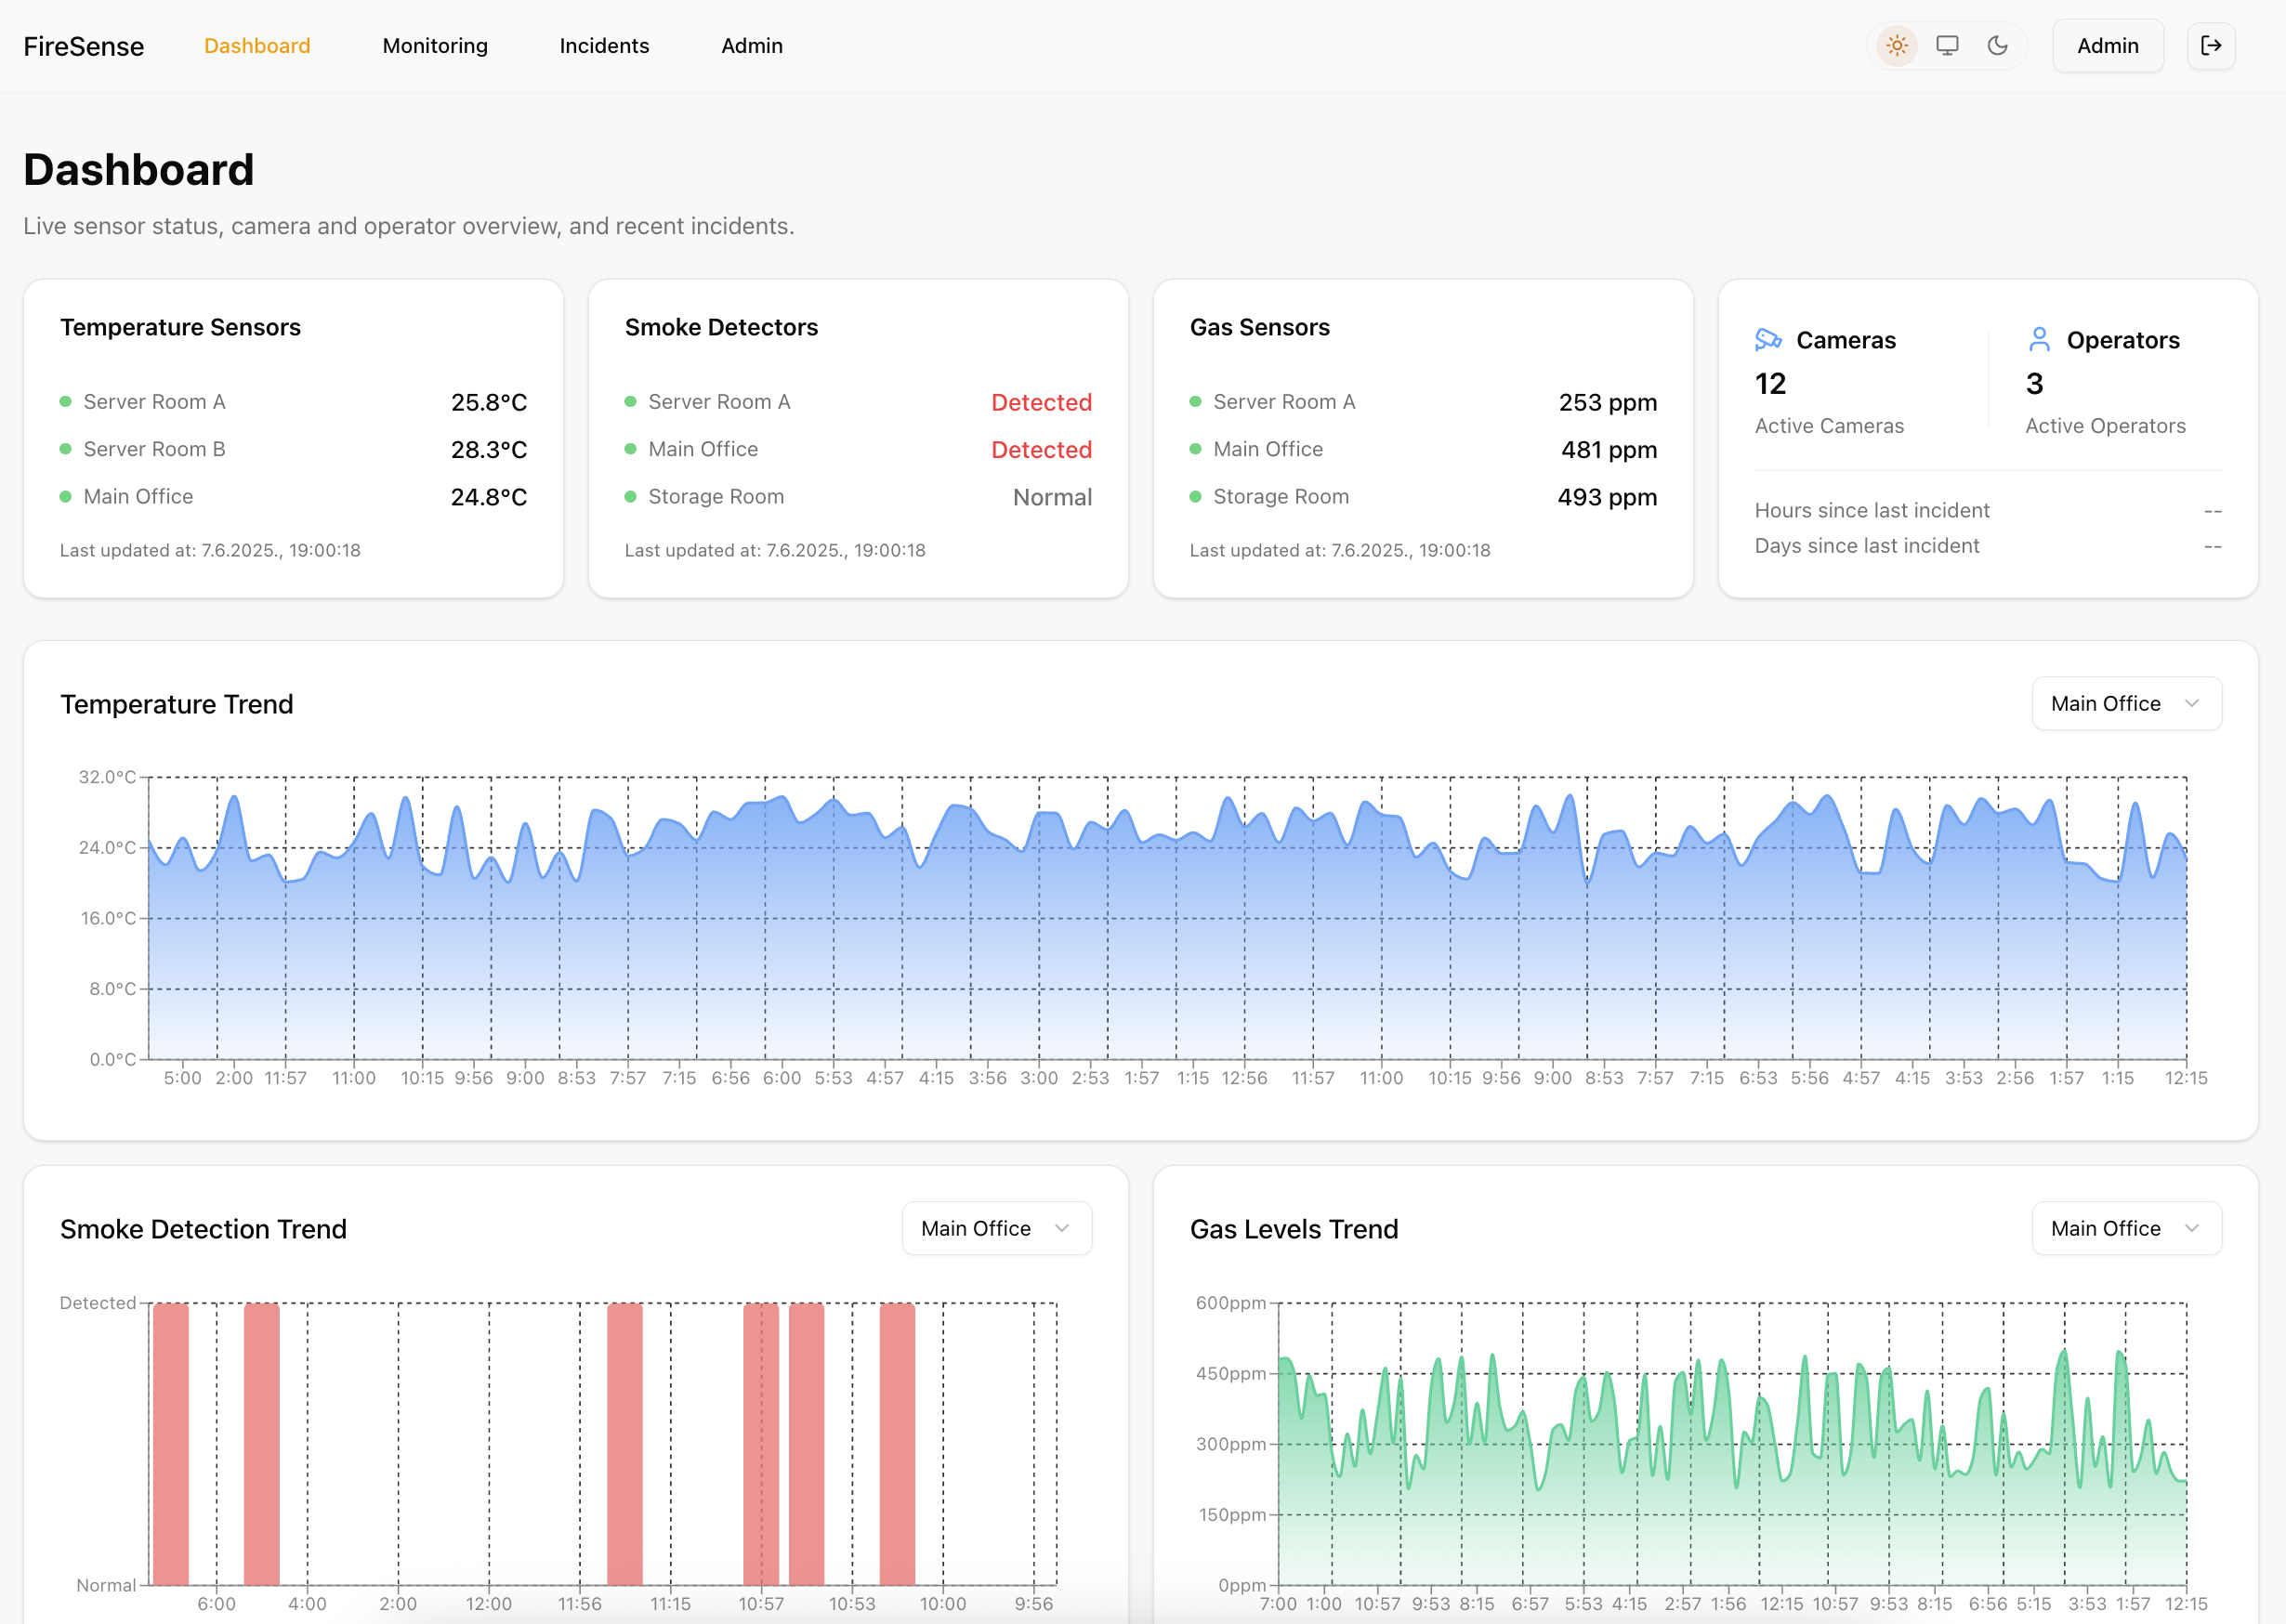 FireSense Dashboard Monitoring Incidents Admin Admin
Dashboard
Live sensor status, camera and operator overview, and recent incidents.
Temperature Sensors
Server Room A 25.8°C
Server Room B 28.3°C
Main Office 24.8°C
Last updated at: 7.6.2025., 19:00:18
Smoke Detectors
Server Room A Detected
Main Office Detected
Storage Room Normal
Last updated at: 7.6.2025., 19:00:18
Gas Sensors
Server Room A 253 ppm
Main Office 481 ppm
Storage Room 493 ppm
Last updated at: 7.6.2025., 19:00:18
Cameras
12
Active Cameras
Operators
3
Active Operators
Hours since last incident --
Days since last incident --
Temperature Trend Main Office
32.0°C
24.0°C
16.0°C
8.0°C
0.0°C
5:00 2:00 11:57 11:00 10:15 9:56 9:00 8:53 7:57 7:15 6:56 6:00 5:53 4:57 4:15 3:56 3:00 2:53 1:57 1:15 12:56 11:57 11:00 10:15 9:56 9:00 8:53 7:57 7:15 6:53 5:56 4:57 4:15 3:53 2:56 1:57 1:15 12:15
Smoke Detection Trend Main Office
Detected
Normal
6:00 4:00 2:00 12:00 11:56 11:15 10:57 10:53 10:00 9:56
Gas Levels Trend Main Office
600ppm
450ppm
300ppm
150ppm
0ppm
7:00 1:00 10:57 9:53 8:15 6:57 5:53 4:15 2:57 1:56 12:15 10:57 9:53 8:15 6:56 5:15 3:53 1:57 12:15